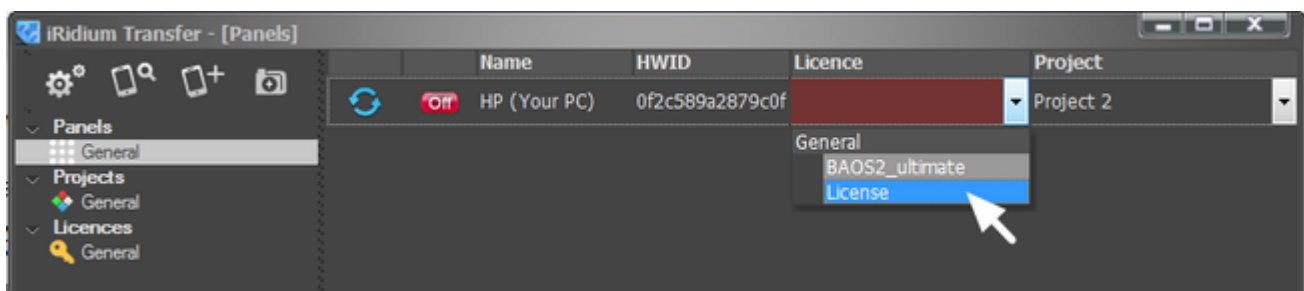 iRidium Transfer - [Panels]
Name HWID Licence Project
Off HP (Your PC) 0f2c589a2879c0f Project 2
Panels
General
Projects
General
Licences
General
General
BAOS2_ultimate
License